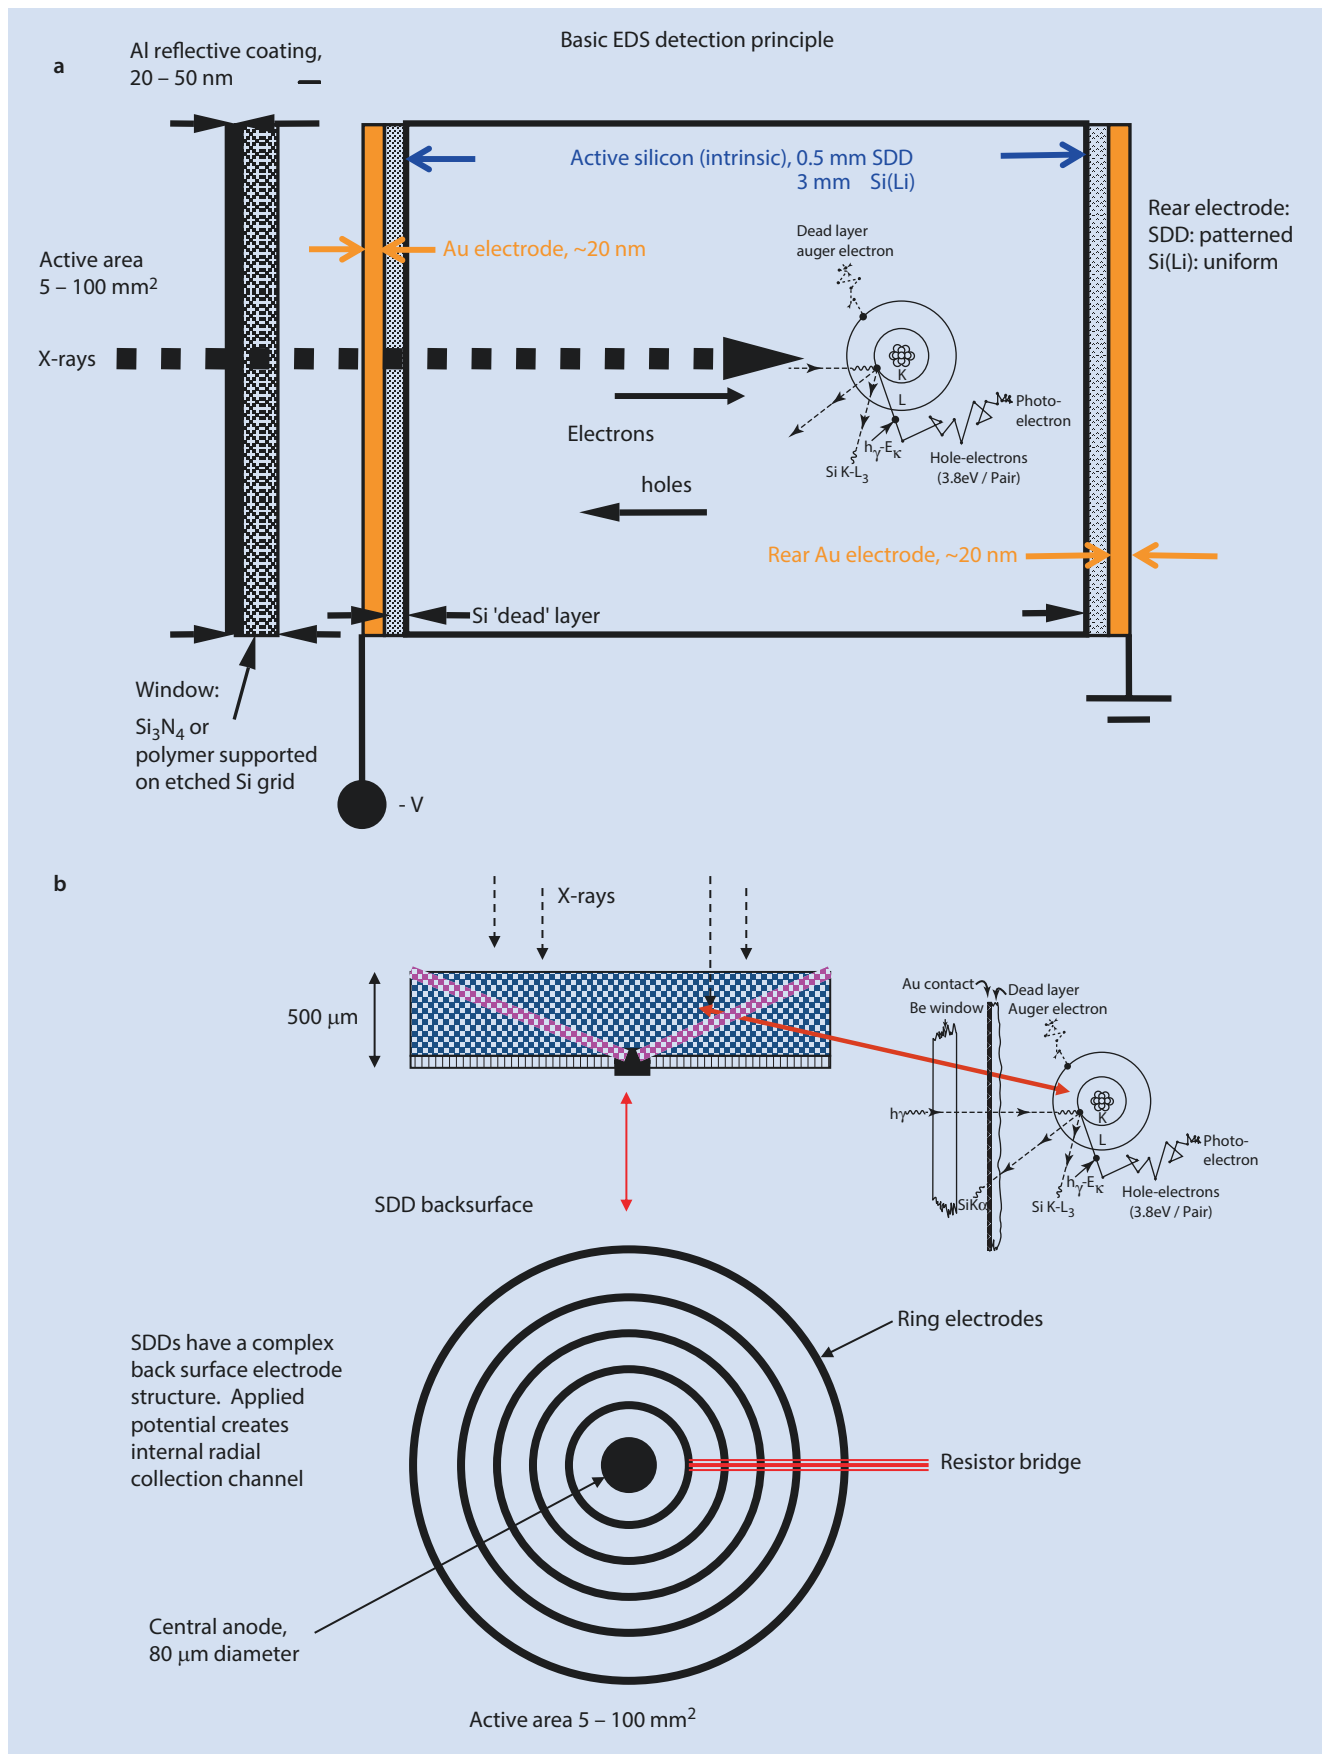 Basic EDS detection principle
a
Al reflective coating,
20 – 50 nm
Active silicon (intrinsic), 0.5 mm SDD
3 mm Si(Li)
Rear electrode:
SDD: patterned
Si(Li): uniform
Au electrode, ~20 nm
Active area
5 – 100 mm²
X-rays
Dead layer
auger electron
K
L
Photo-
electron
hγ-Eκ
Si K-L₃
Hole-electrons
(3.8eV / Pair)
Electrons
holes
Rear Au electrode, ~20 nm
Si 'dead' layer
Window:
Si₃N₄ or
polymer supported
on etched Si grid
- V
b
X-rays
500 μm
Au contact
Be window
Dead layer
Auger electron
hγ
K
L
Photo-
electron
hγ-Eκ
SiKα
Si K-L₃
Hole-electrons
(3.8eV / Pair)
SDD backsurface
Ring electrodes
SDDs have a complex
back surface electrode
structure. Applied
potential creates
internal radial
collection channel
Resistor bridge
Central anode,
80 μm diameter
Active area 5 – 100 mm²